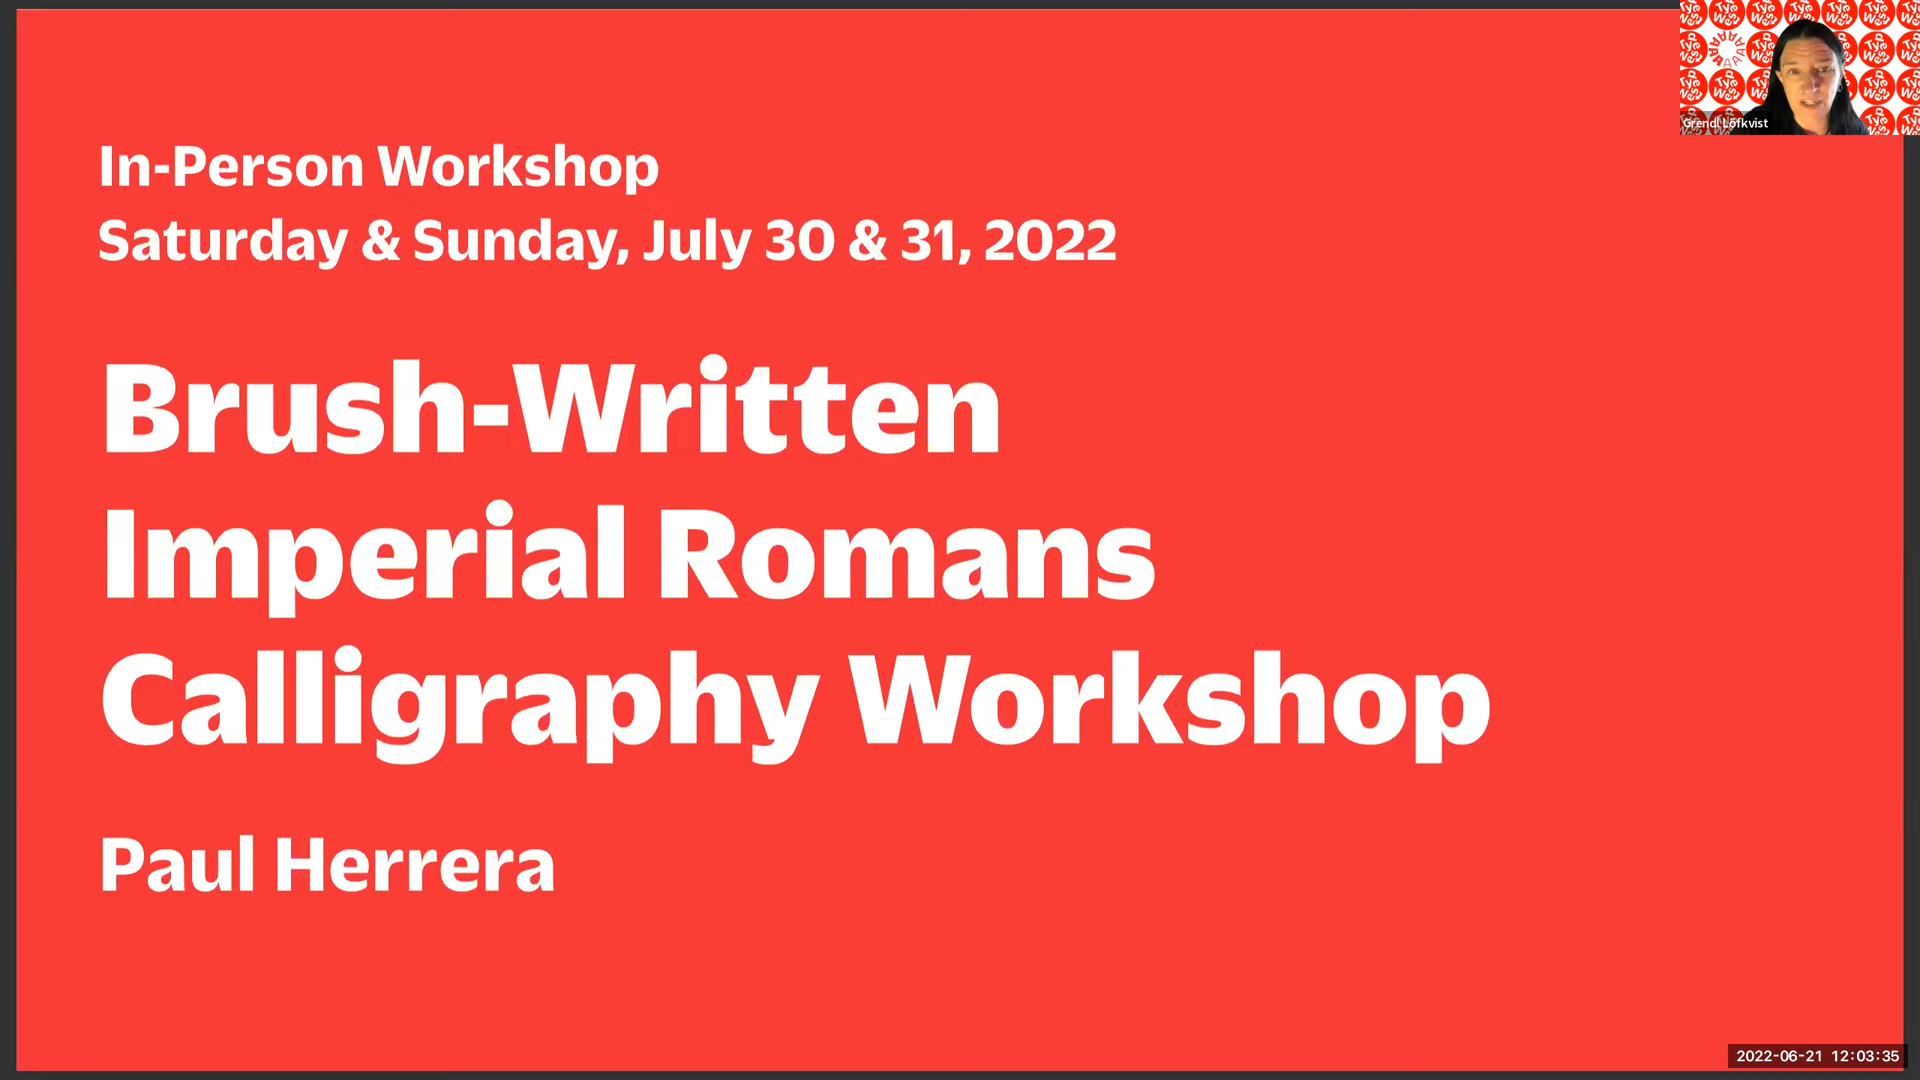 In-Person Workshop
Saturday & Sunday, July 30 & 31, 2022
Brush-Written
Imperial Romans
Calligraphy Workshop
Paul Herrera
Grendl Löfkvist
2022-06-21 12:03:35